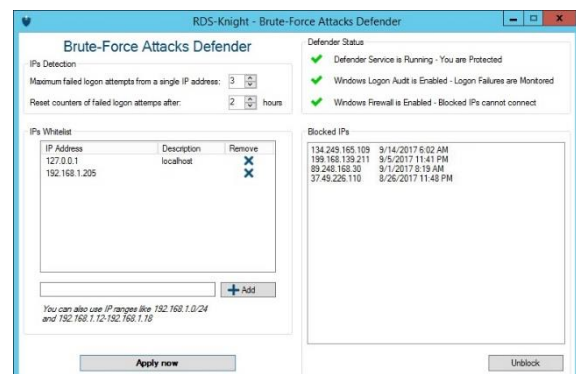 RDS-Knight - Brute-Force Attacks Defender
Brute-Force Attacks Defender
IPs Detection
Maximum failed logon attempts from a single IP address: 3
Reset counters of failed logon attemps after: 2 hours
IPs Whitelist
IP Address Description Remove
127.0.0.1 localhost
192.168.1.205
Add
You can also use IP ranges like 192.168.1.0/24
and 192.168.1.12-192.168.1.18
Apply now
Defender Status
Defender Service is Running - You are Protected
Windows Logon Audit is Enabled - Logon Failures are Monitored
Windows Firewall is Enabled - Blocked IPs cannot connect
Blocked IPs
134.249.165.109 9/14/2017 6:02 AM
199.168.139.211 9/5/2017 11:41 PM
89.248.168.30 9/1/2017 8:19 AM
37.49.226.110 8/26/2017 11:48 PM
Unblock